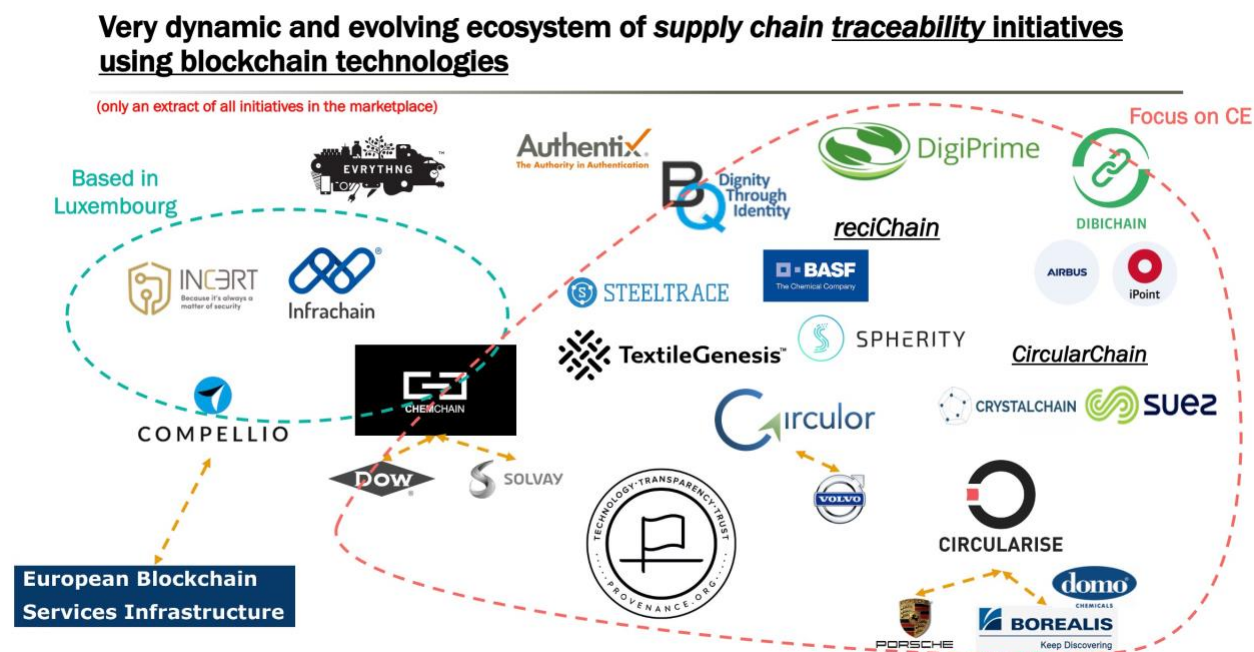 Very dynamic and evolving ecosystem of supply chain traceability initiatives
using blockchain technologies
(only an extract of all initiatives in the marketplace)
Focus on CE
Based in
Luxembourg
EVRYTHNG
™
Authentix®
The Authority in Authentication
BQ
Dignity
Through
Identity
DigiPrime
DIBICHAIN
reciChain
INCERT
Because it's always a
matter of security
Infrachain®
STEELTRACE
BASF
The Chemical Company
AIRBUS
iPoint
TextileGenesis™
SPHERITY
CircularChain
CHEMCHAIN
COMPELLIO
Circulor
CRYSTALCHAIN
suez
DOW®
SOLVAY
VOLVO
TECHNOLOGY·TRANSPARENCY·TRUST
PROVENANCE.ORG
CIRCULARISE
European Blockchain
Services Infrastructure
domo
CHEMICALS
PORSCHE
BOREALIS
Keep Discovering